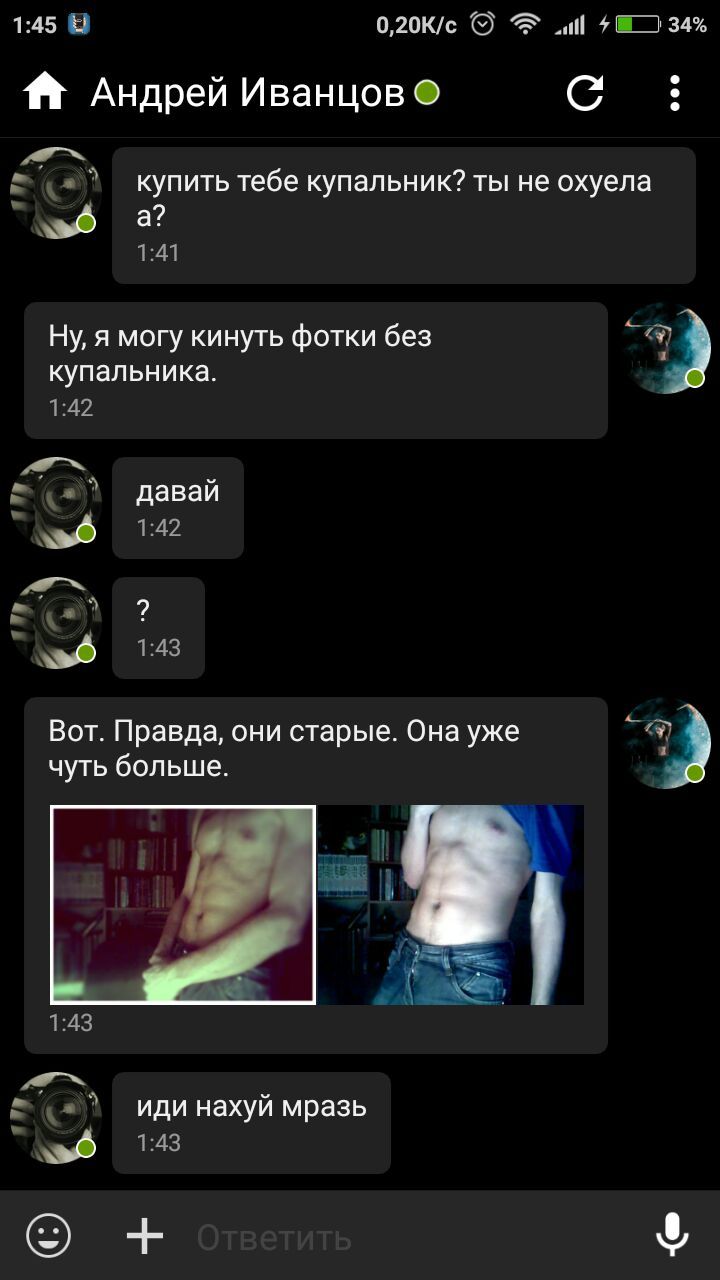 1:45 0,20K/c 34%
Андрей Иванцов
купить тебе купальник? ты не охуела
а?
1:41
Ну, я могу кинуть фотки без
купальника.
1:42
давай
1:42
?
1:43
Вот. Правда, они старые. Она уже
чуть больше.
1:43
иди нахуй мразь
1:43
Ответить